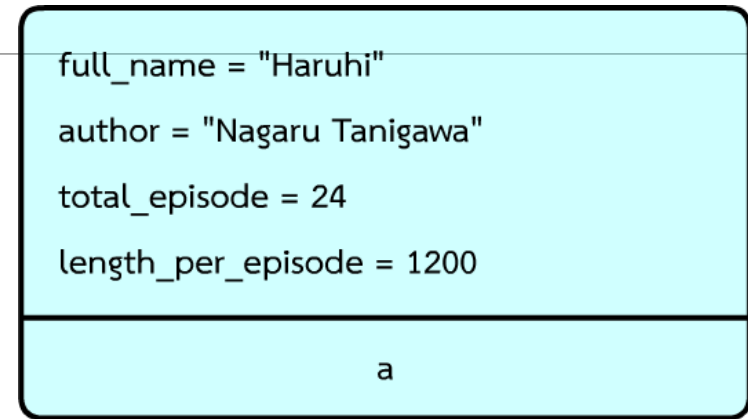 full_name = "Haruhi"
author = "Nagaru Tanigawa"
total_episode = 24
length_per_episode = 1200
a